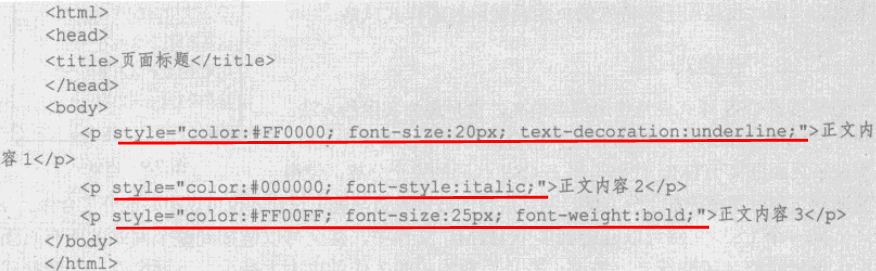 <html>
<head>
<title>页面标题</title>
</head>
<body>
<p style="color:#FF0000; font-size:20px; text-decoration:underline;">正文内
容1</p>
<p style="color:#000000; font-style:italic;">正文内容2</p>
<p style="color:#FF00FF; font-size:25px; font-weight:bold;">正文内容3</p>
</body>
</html>